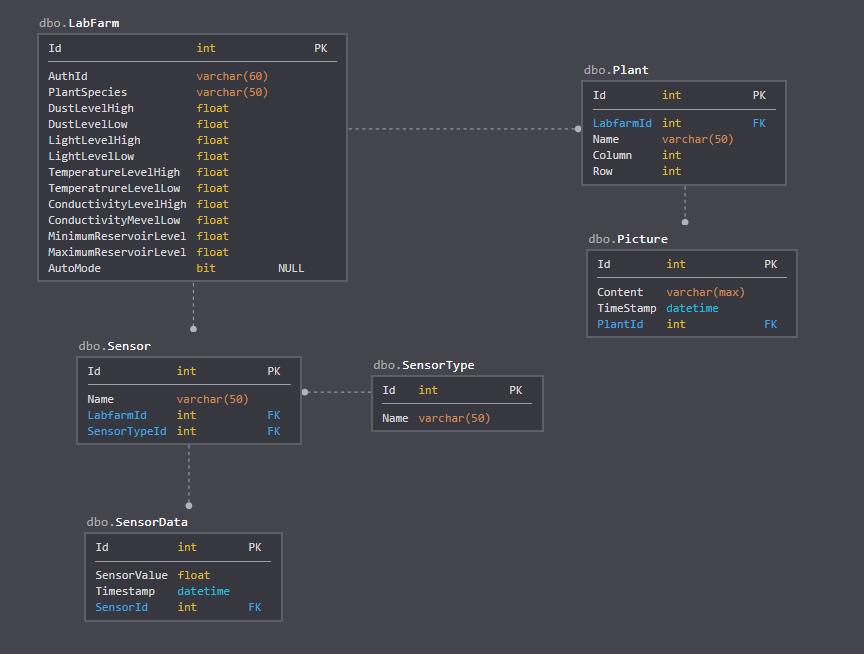 dbo.LabFarm
Id int PK
AuthId varchar(60)
PlantSpecies varchar(50)
DustLevelHigh float
DustLevelLow float
LightLevelHigh float
LightLevelLow float
TemperatureLevelHigh float
TemperatrureLevelLow float
ConductivityLevelHigh float
ConductivityMevelLow float
MinimumReservoirLevel float
MaximumReservoirLevel float
AutoMode bit NULL
dbo.Plant
Id int PK
LabfarmId int FK
Name varchar(50)
Column int
Row int
dbo.Picture
Id int PK
Content varchar(max)
TimeStamp datetime
PlantId int FK
dbo.Sensor
Id int PK
Name varchar(50)
LabfarmId int FK
SensorTypeId int FK
dbo.SensorType
Id int PK
Name varchar(50)
dbo.SensorData
Id int PK
SensorValue float
Timestamp datetime
SensorId int FK